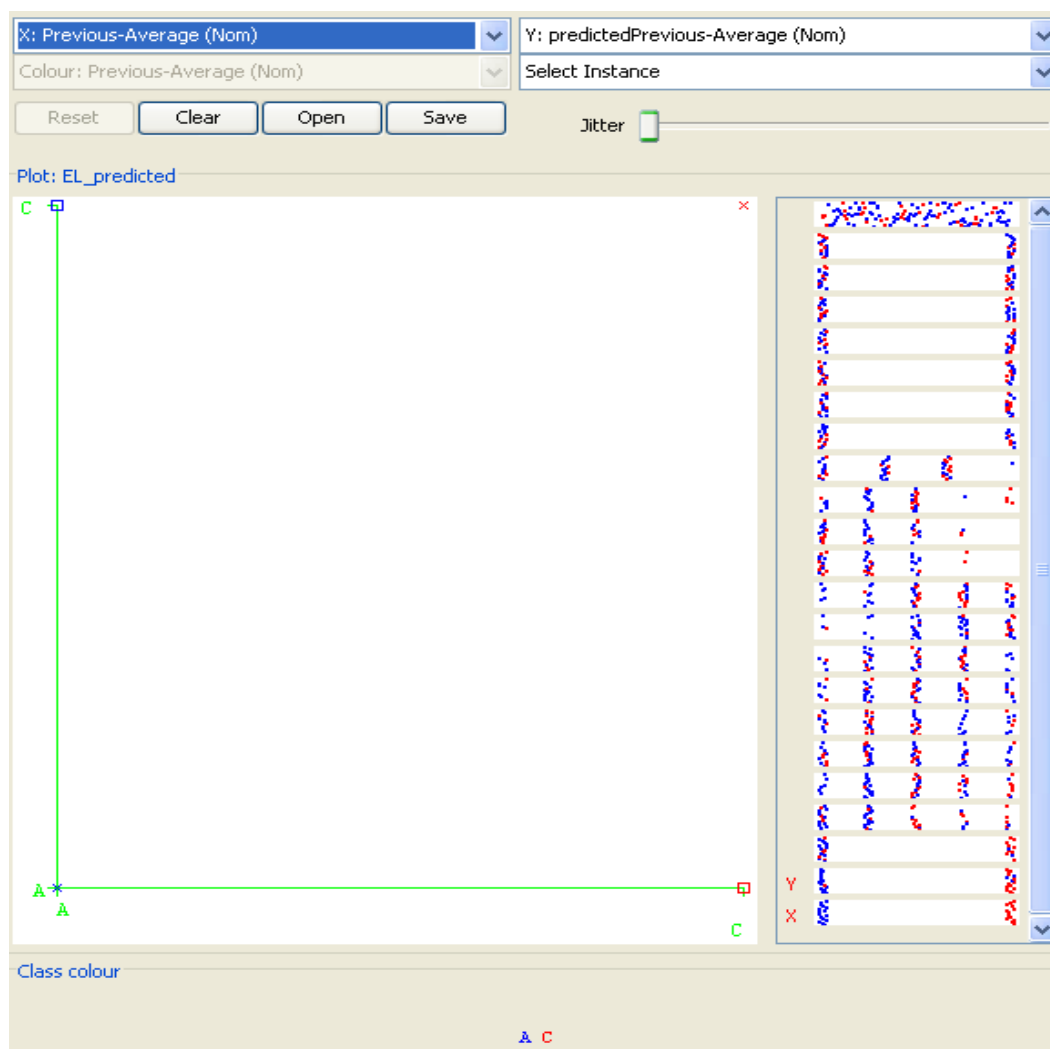 X: Previous-Average (Nom) Y: predictedPrevious-Average (Nom)
Colour: Previous-Average (Nom) Select Instance
Reset Clear Open Save Jitter
Plot: EL_predicted
C
A
A
C
Y
X
Class colour
A C